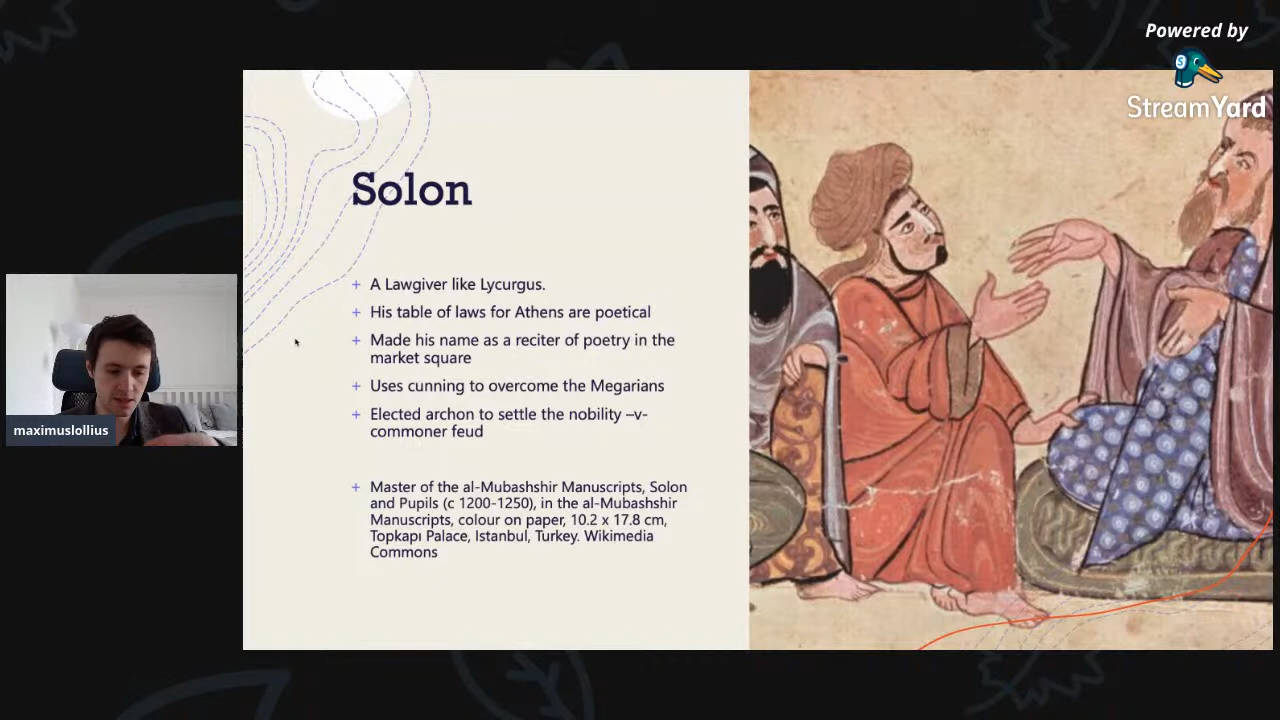 Powered by
StreamYard
Solon
+ A Lawgiver like Lycurgus.
+ His table of laws for Athens are poetical
+ Made his name as a reciter of poetry in the
market square
+ Uses cunning to overcome the Megarians
+ Elected archon to settle the nobility –v-
commoner feud
+ Master of the al-Mubashshir Manuscripts, Solon
and Pupils (c 1200-1250), in the al-Mubashshir
Manuscripts, colour on paper, 10.2 x 17.8 cm,
Topkapı Palace, Istanbul, Turkey. Wikimedia
Commons
maximuslollius